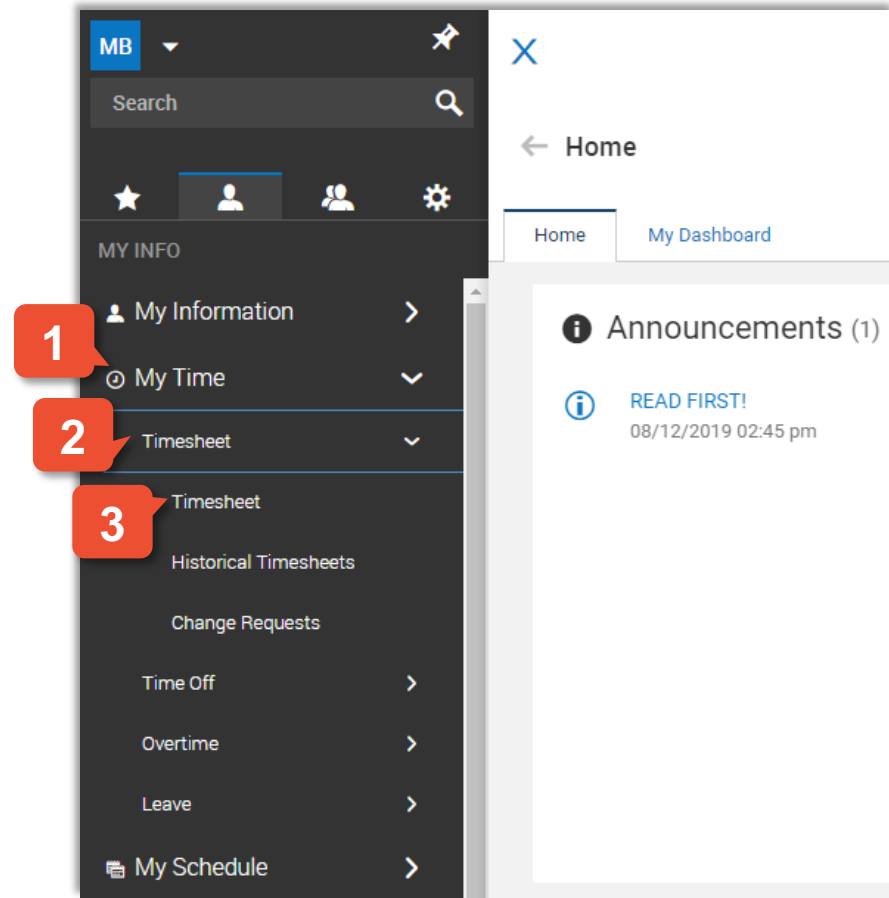 MB
Search
MY INFO
My Information
1
My Time
2
Timesheet
3
Timesheet
Historical Timesheets
Change Requests
Time Off
Overtime
Leave
My Schedule
X
Home
Home My Dashboard
Announcements (1)
READ FIRST!
08/12/2019 02:45 pm